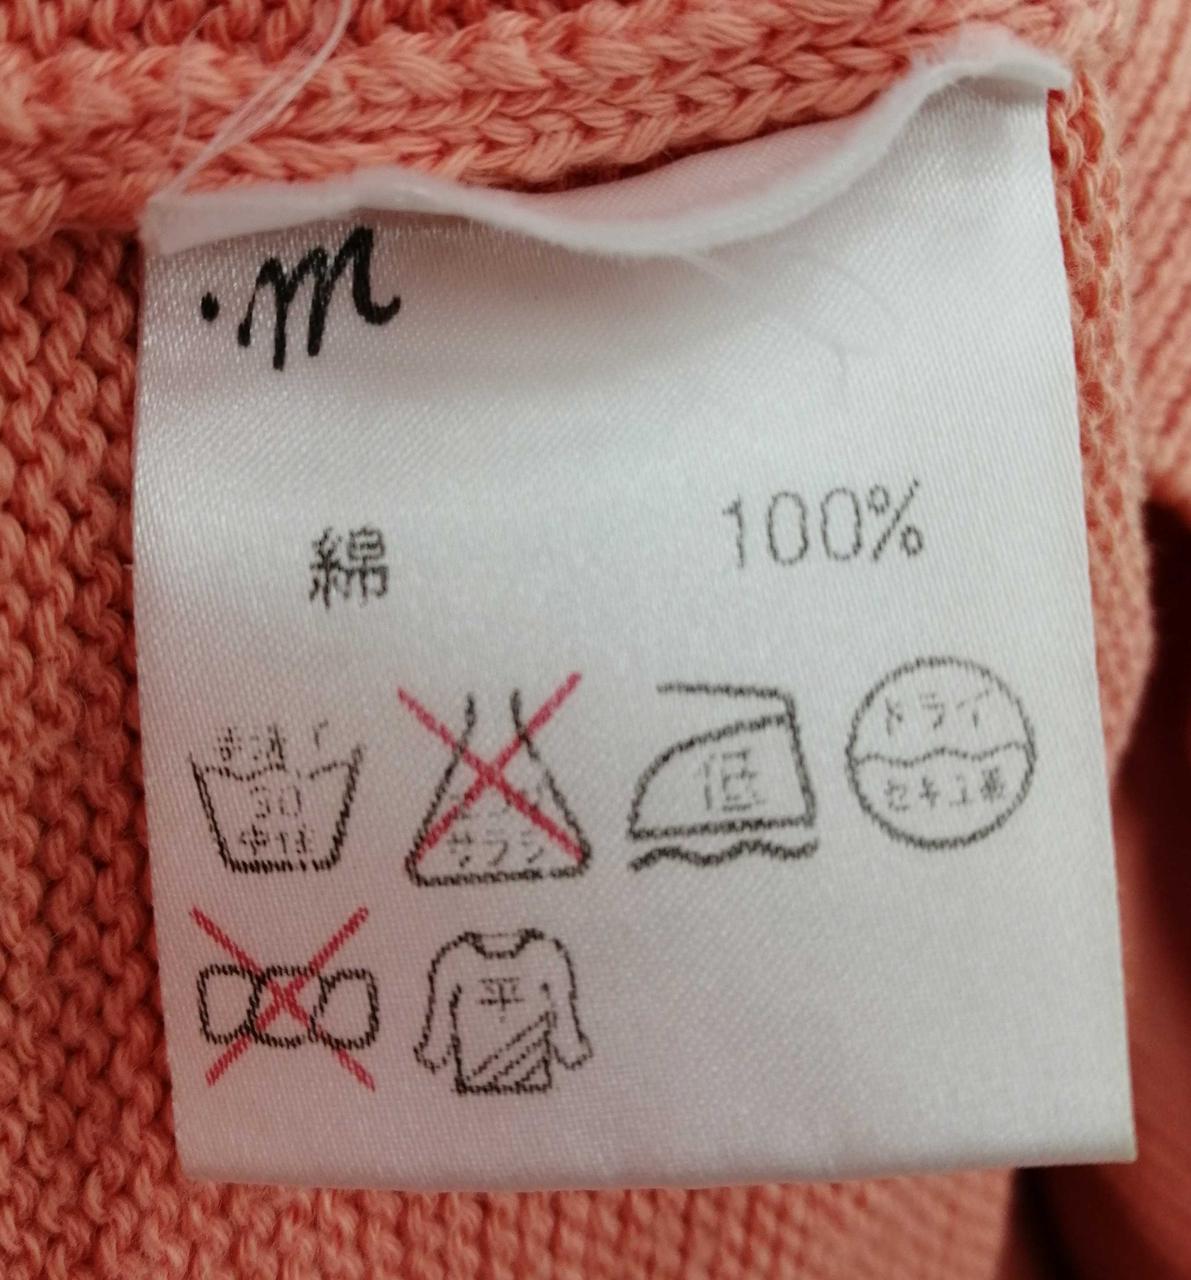 .m
綿 100%
手洗イ
30
中性
エンソ
サラシ
低
ドライ
セキユ系
平